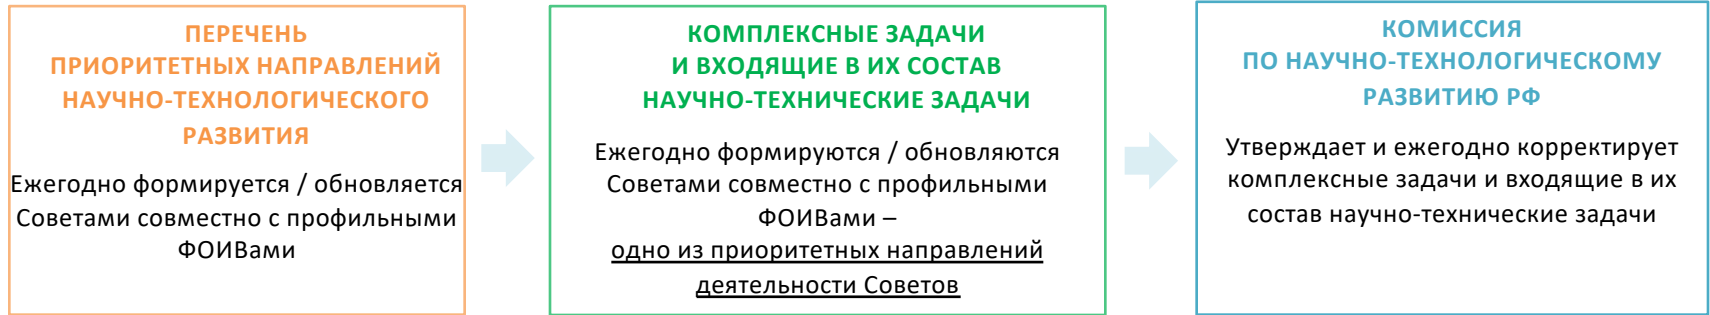 ПЕРЕЧЕНЬ
ПРИОРИТЕТНЫХ НАПРАВЛЕНИЙ
НАУЧНО-ТЕХНОЛОГИЧЕСКОГО
РАЗВИТИЯ
Ежегодно формируется / обновляется
Советами совместно с профильными
ФОИВами
КОМПЛЕКСНЫЕ ЗАДАЧИ
И ВХОДЯЩИЕ В ИХ СОСТАВ
НАУЧНО-ТЕХНИЧЕСКИЕ ЗАДАЧИ
Ежегодно формируются / обновляются
Советами совместно с профильными
ФОИВами –
одно из приоритетных направлений
деятельности Советов
КОМИССИЯ
ПО НАУЧНО-ТЕХНОЛОГИЧЕСКОМУ
РАЗВИТИЮ РФ
Утверждает и ежегодно корректирует
комплексные задачи и входящие в их
состав научно-технические задачи